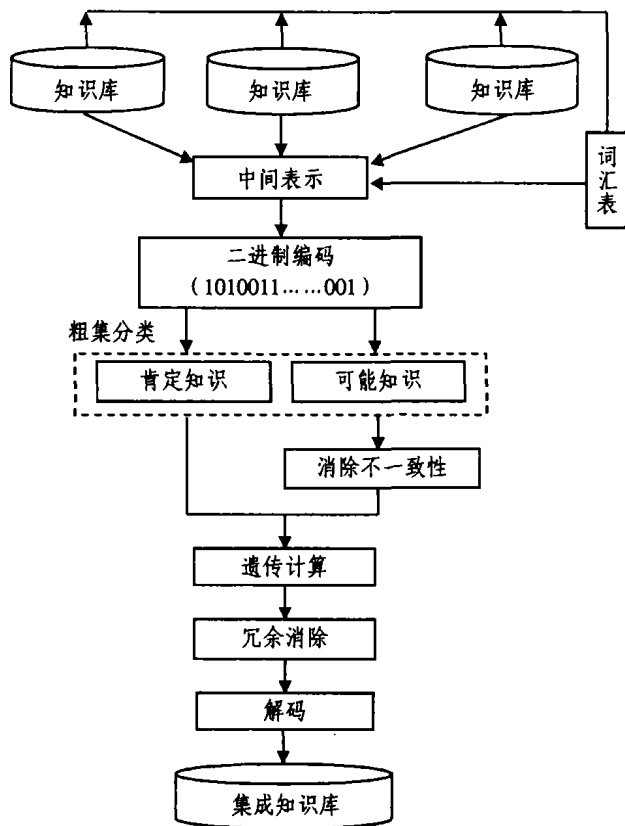 知识库
知识库
知识库
词汇表
中间表示
二进制编码
(1010011……001)
粗集分类
肯定知识
可能知识
消除不一致性
遗传计算
冗余消除
解码
集成知识库